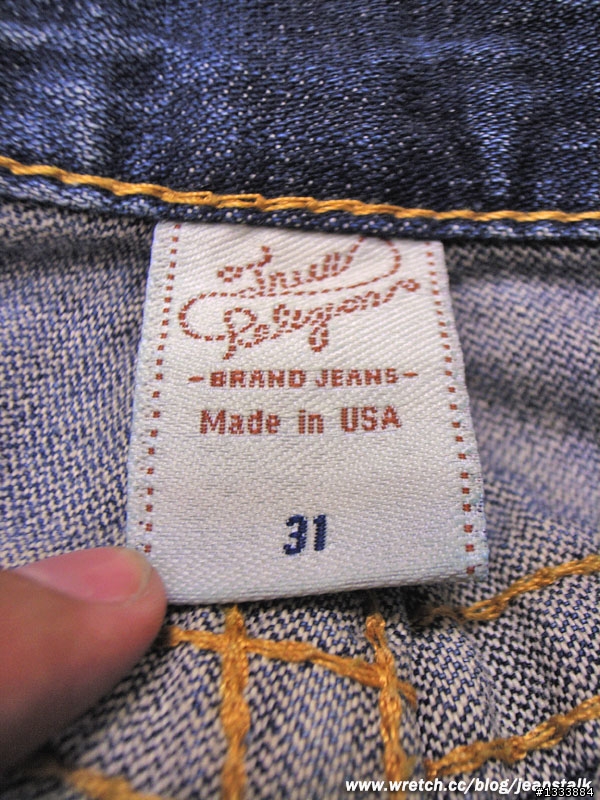 True
Religion
-BRAND JEANS-
Made in USA
31
www.wretch.cc/blog/jeanstalk
#1333884